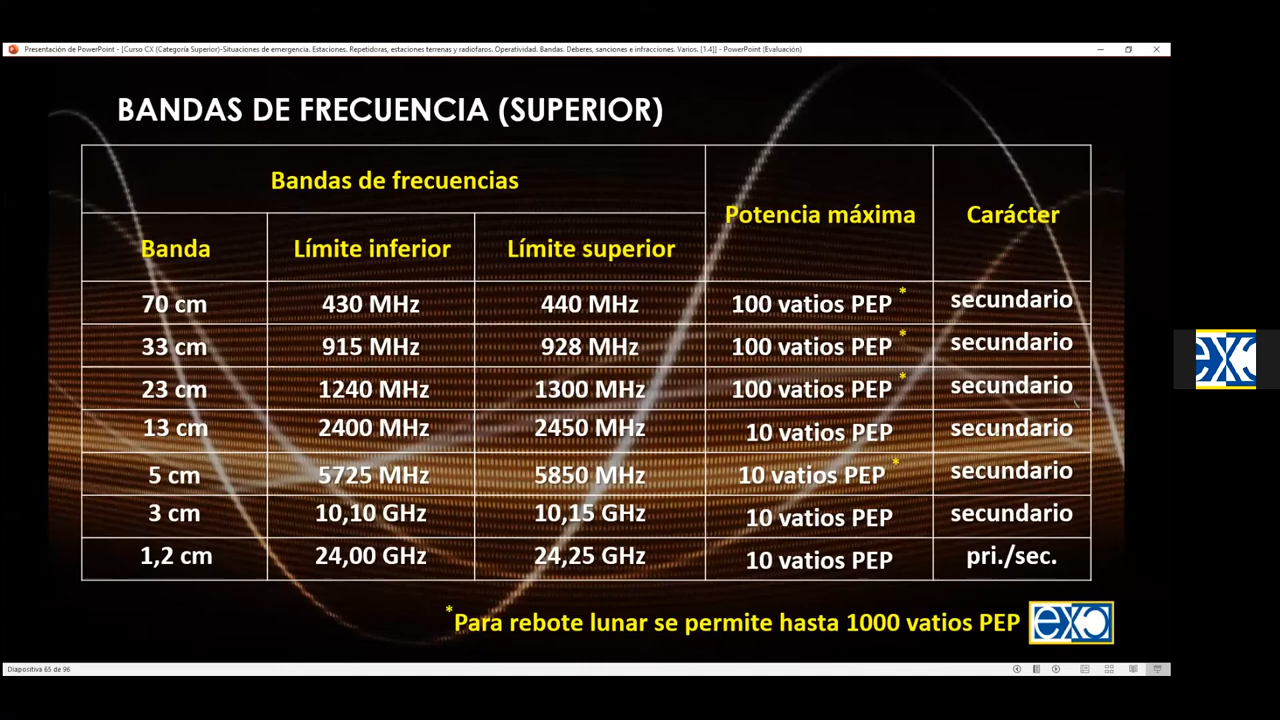 Presentación de PowerPoint - [Curso CX (Categoría Superior)-Situaciones de emergencia. Estaciones. Repetidoras, estaciones terrenas y radiofaros. Operatividad. Bandas. Deberes, sanciones e infracciones. Varios. [1.4]] - PowerPoint (Evaluación)
BANDAS DE FRECUENCIA (SUPERIOR)
Bandas de frecuencias
Potencia máxima Carácter
Banda Límite inferior Límite superior
70 cm 430 MHz 440 MHz 100 vatios PEP * secundario
33 cm 915 MHz 928 MHz 100 vatios PEP * secundario
23 cm 1240 MHz 1300 MHz 100 vatios PEP * secundario
13 cm 2400 MHz 2450 MHz 10 vatios PEP secundario
5 cm 5725 MHz 5850 MHz 10 vatios PEP * secundario
3 cm 10,10 GHz 10,15 GHz 10 vatios PEP secundario
1,2 cm 24,00 GHz 24,25 GHz 10 vatios PEP pri./sec.
*Para rebote lunar se permite hasta 1000 vatios PEP
exc
exc
Diapositiva 65 de 96